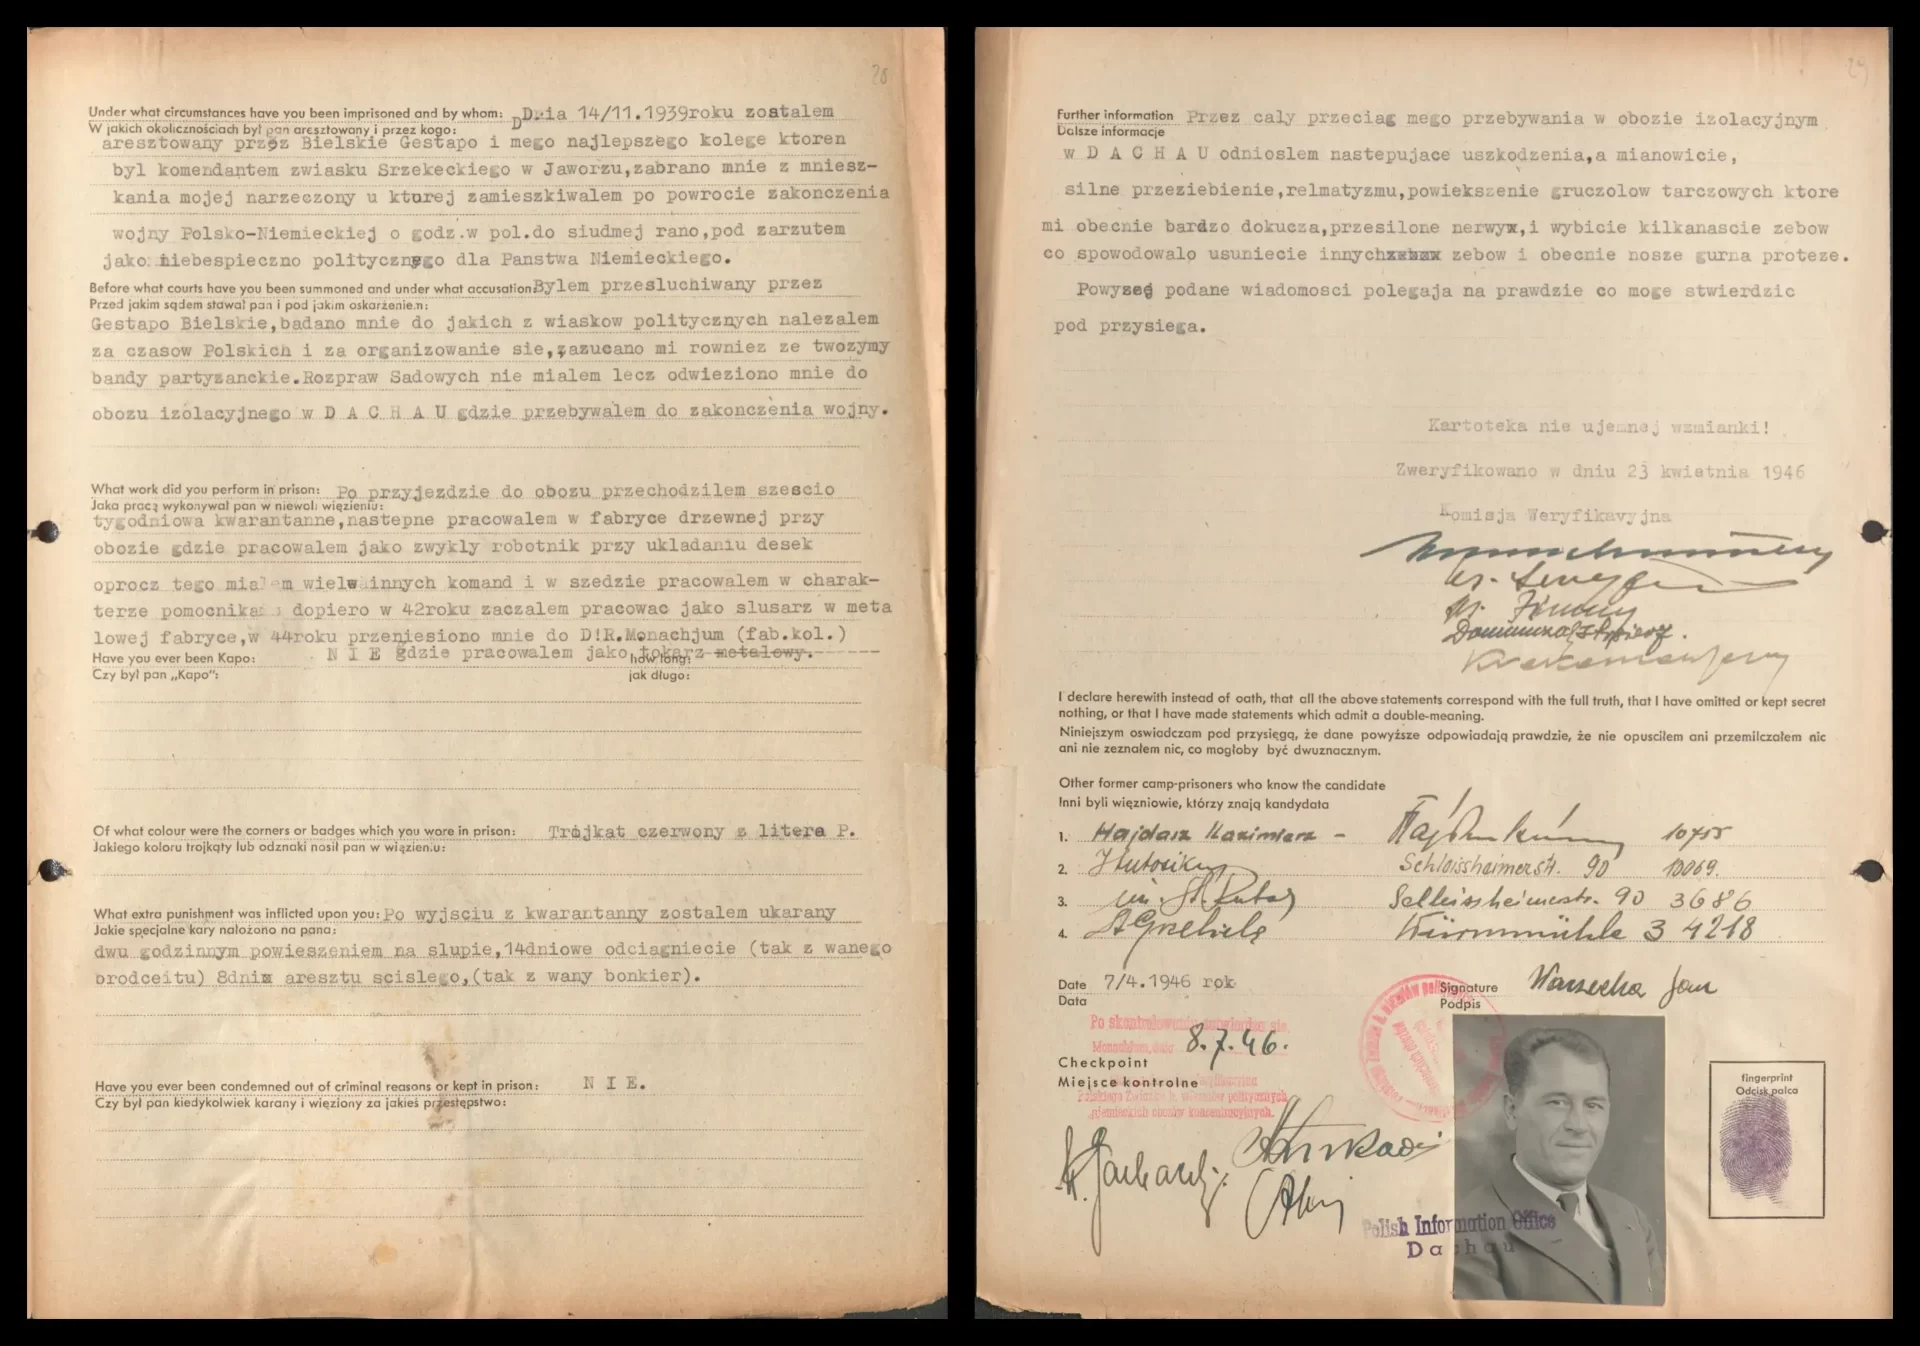 28
Under what circumstances have you been imprisoned and by whom: Dnia 14/11.1939roku zostalem
W jakich okolicznościach był pan aresztowany i przez kogo:
aresztowany przez Bielskie Gestapo i mego najlepszego kolege ktoren
byl komendantem zwiasku Srzekeckiego w Jaworzu,zabrano mnie z mniesz-
kania mojej narzeczony u kturej zamieszkiwalem po powrocie zakonczenia
wojny Polsko-Niemieckiej o godz.w pol.do siudmej rano,pod zarzutem
jako niebespieczno politycznego dla Panstwa Niemieckiego.
Before what courts have you been summoned and under what accusation: Bylem przesluchiwany przez
Przed jakim sądem stawał pan i pod jakim oskarżeniem:
Gestapo Bielskie,badano mnie do jakich z wiaskow politycznych nalezalem
za czasow Polskich i za organizowanie sie,zazucano mi rowniez ze twozymy
bandy partyzanckie.Rozpraw Sadowych nie mialem lecz odwieziono mnie do
obozu izolacyjnego w D A C H A U gdzie przebywalem do zakonczenia wojny.
What work did you perform in prison: Po przyjezdzie do obozu przechodzilem szescio
Jaką pracą wykonywał pan w niewoli więzieniu:
tygodniowa kwarantanne,nastepne pracowalem w fabryce drzewnej przy
obozie gdzie pracowalem jako zwykly robotnik przy ukladaniu desek
oprocz tego mialem wiele innych komand i w szedzie pracowalem w charak-
terze pomocnika dopiero w 42roku zaczalem pracowac jako slusarz w meta
lowej fabryce,w 44roku przeniesiono mnie do D!R.Monachjum (fab.kol.)
Have you ever been Kapo: N I E gdzie pracowalem jako tokarz metalowy.
how long:
Czy był pan „Kapo": jak długo:
Of what colour were the corners or badges which you wore in prison: Trójkat czerwony z litera P.
Jakiego koloru trojkąty lub odznaki nosił pan w więzieniu:
What extra punishment was inflicted upon you: Po wyjsciu z kwarantanny zostalem ukarany
Jakie specjalne kary nałożono na pana:
dwu godzinnym powieszeniem na slupie,14dniowe odciagniecie (tak z wanego
brodceitu) 8dni aresztu scislego,(tak z wany bonkier).
Have you ever been condemned out of criminal reasons or kept in prison: N I E.
Czy był pan kiedykolwiek karany i więziony za jakieś przestępstwo:
29
Further information Przez caly przeciag mego przebywania w obozie izolacyjnym
Dalsze informacje
w D A C H A U odnioslem nastepujace uszkodzenia,a mianowicie,
silne przeziebienie,relmatyzmu,powiekszenie gruczolow tarczowych ktore
mi obecnie bardzo dokucza,przesilone nerwy,i wybicie kilkanascie zebow
co spowodowalo usuniecie innych zebow i obecnie nosze gurna proteze.
Powyzej podane wiadomosci polegaja na prawdzie co moge stwierdzic
pod przysiega.
Kartoteka nie ujemnej wzmianki!
Zweryfikowano w dniu 23 kwietnia 1946
Komisja Weryfikavyjna
I declare herewith instead of oath, that all the above statements correspond with the full truth, that I have omitted or kept secret
nothing, or that I have made statements which admit a double-meaning.
Niniejszym oswiadczam pod przysięgą, że dane powyższe odpowiadają prawdzie, że nie opuscilem ani przemilczałem nic
ani nie zeznałem nic, co mogłoby być dwuznacznym.
Other former camp-prisoners who know the candidate
Inni byli więzniowie, którzy znają kandydata
1. Hajdasz Kazimierz - 10755
2. Schleissheimerstr. 90 10069.
3. Schleissheimerstr. 90 3686
4. Würmmühle 3 4218
Date 7/4.1946 rok Signature Warzecha Jan
Data Podpis
Po skontrolowaniu zatwierdza się.
Monachium, dnia 8.7.46.
Checkpoint
Miejsce kontrolne
Polskiego Związku b. więźniów politycznych
niemieckich obozów koncentracyjnych.
fingerprint
Odcisk palca
Polish Information Office
Dachau